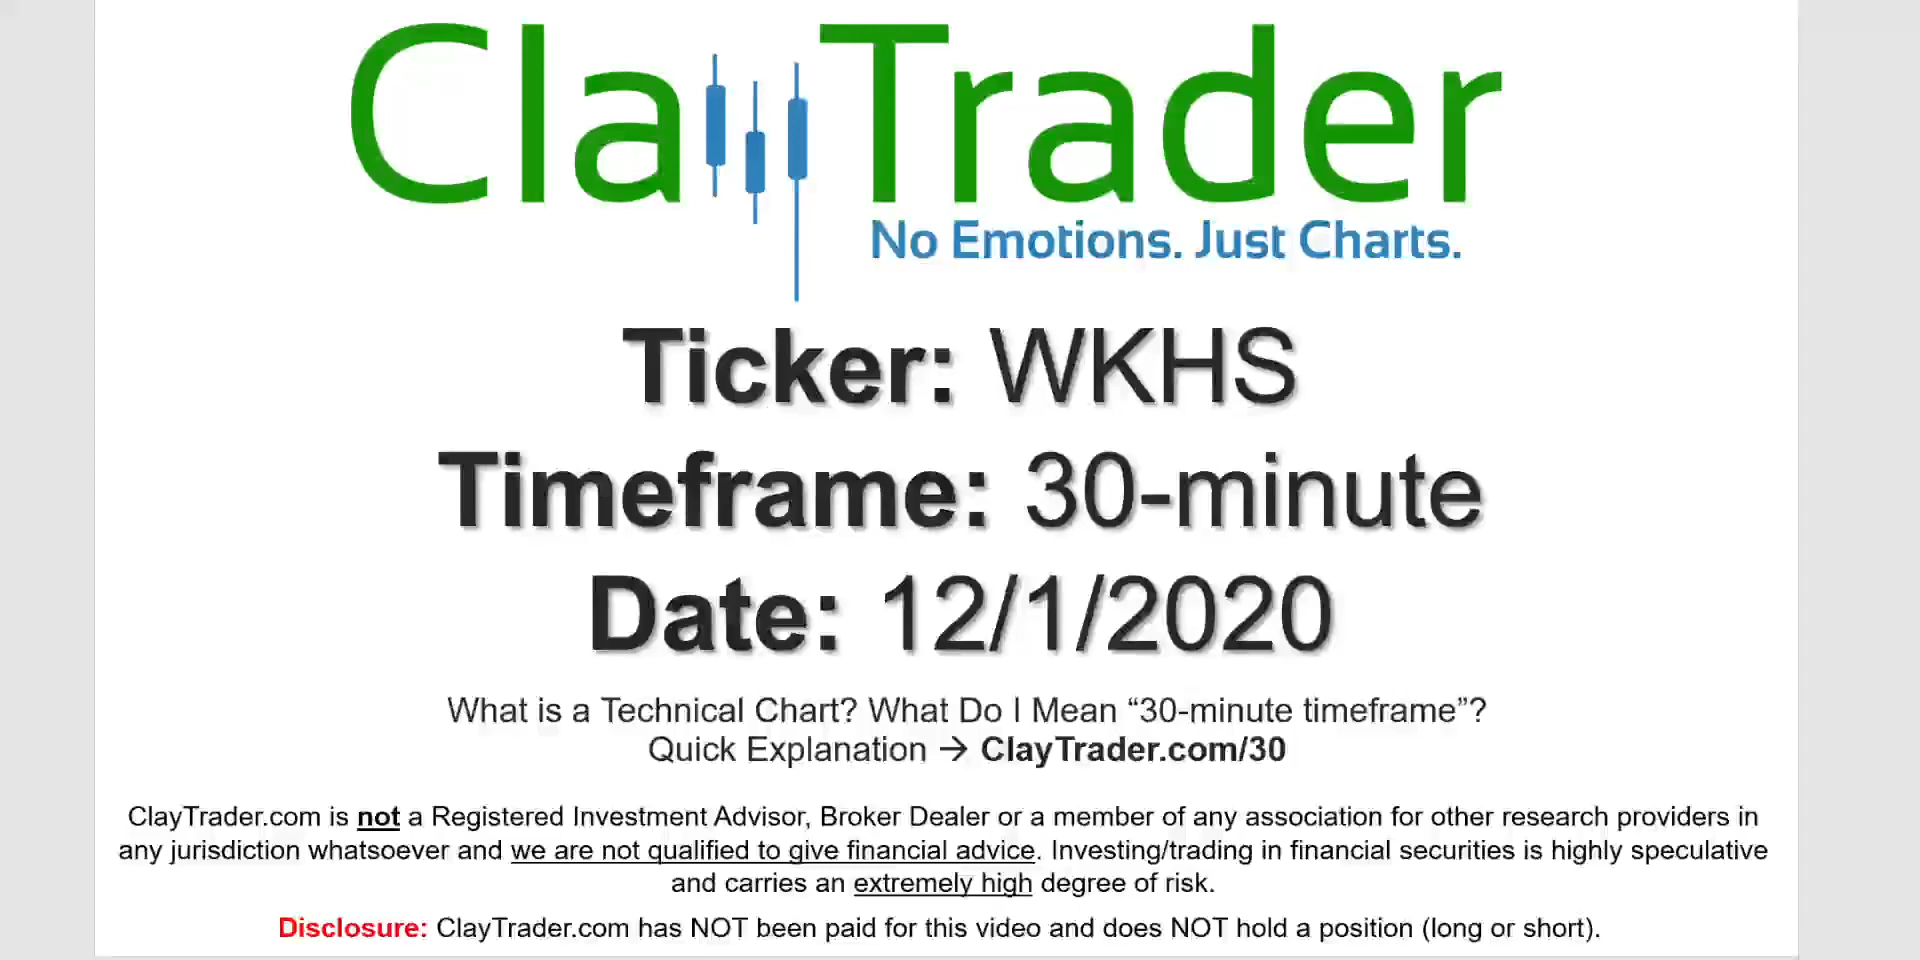 ClayTrader
No Emotions. Just Charts.
Ticker: WKHS
Timeframe: 30-minute
Date: 12/1/2020
What is a Technical Chart? What Do I Mean “30-minute timeframe”?
Quick Explanation → ClayTrader.com/30
ClayTrader.com is not a Registered Investment Advisor, Broker Dealer or a member of any association for other research providers in
any jurisdiction whatsoever and we are not qualified to give financial advice. Investing/trading in financial securities is highly speculative
and carries an extremely high degree of risk.
Disclosure: ClayTrader.com has NOT been paid for this video and does NOT hold a position (long or short).